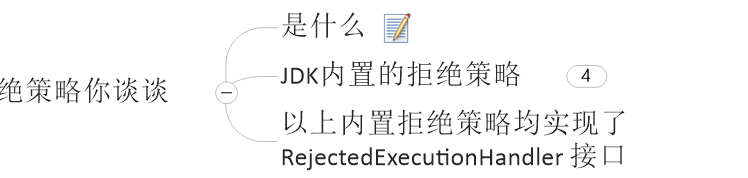 是什么
绝策略你谈谈
JDK内置的拒绝策略 4
以上内置拒绝策略均实现了
RejectedExecutionHandler 接口